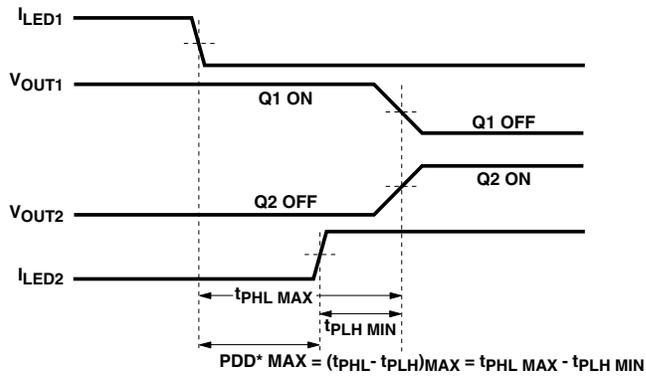 ILED1
VOUT1
Q1 ON
Q1 OFF
Q2 ON
Q2 OFF
VOUT2
ILED2
tPHL MAX
tPLH MIN
PDD* MAX = (tPHL- tPLH)MAX = tPHL MAX - tPLH MIN